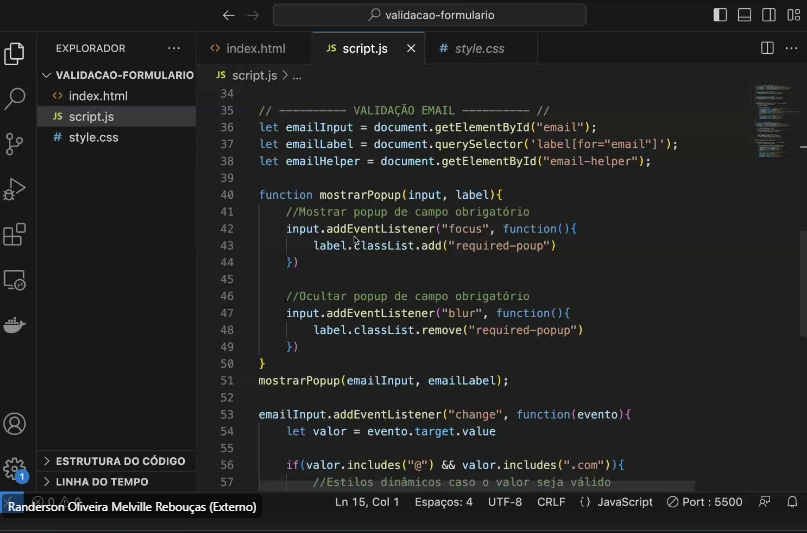 validacao-formulario
EXPLORADOR ...
index.html
JS script.js ×
# style.css
VALIDACAO-FORMULARIO
index.html
JS script.js
# style.css
JS script.js > ...
34
35 // ---------- VALIDAÇÃO EMAIL ---------- //
36 let emailInput = document.getElementById("email");
37 let emailLabel = document.querySelector('label[for="email"]');
38 let emailHelper = document.getElementById("email-helper");
39
40 function mostrarPopup(input, label){
41 //Mostrar popup de campo obrigatório
42 input.addEventListener("focus", function(){
43 label.classList.add("required-poup")
44 })
45
46 //Ocultar popup de campo obrigatório
47 input.addEventListener("blur", function(){
48 label.classList.remove("required-popup")
49 })
50 }
51 mostrarPopup(emailInput, emailLabel);
52
53 emailInput.addEventListener("change", function(evento){
54 let valor = evento.target.value
55
56 if(valor.includes("@") && valor.includes(".com")){
57 //Estilos dinâmicos caso o valor seja válido
ESTRUTURA DO CÓDIGO
LINHA DO TEMPO
1
Randerson Oliveira Melville Rebouças (Externo)
Ln 15, Col 1 Espaços: 4 UTF-8 CRLF {} JavaScript Port : 5500